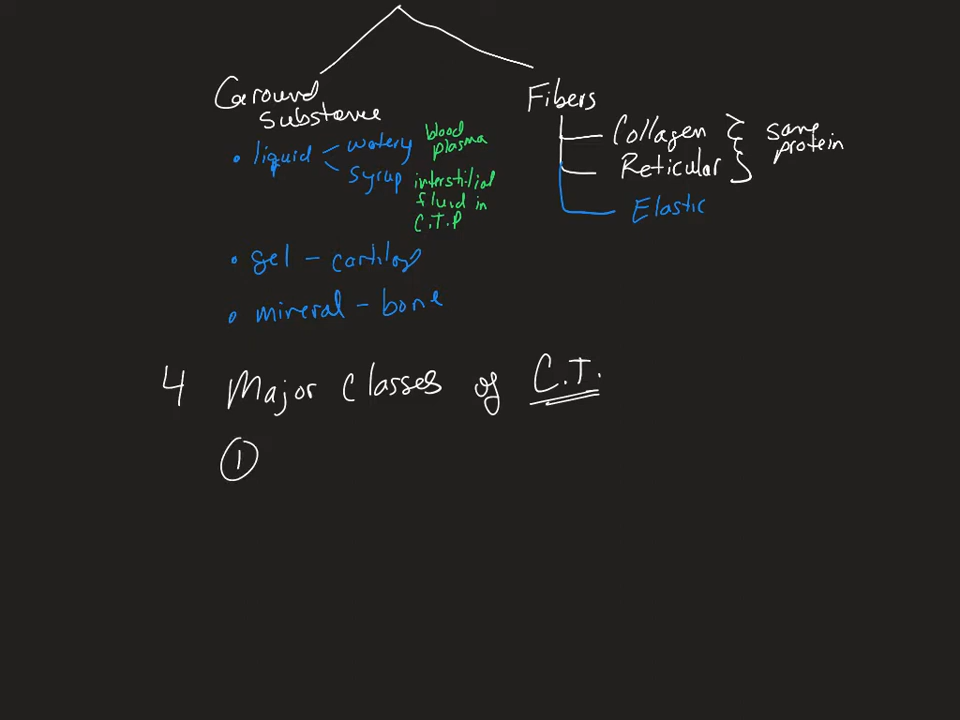 Ground
Substance
• liquid
watery
blood
plasma
syrup
interstitial
fluid in
C.T.P
• gel - cartilag
• mineral - bone
Fibers
Collagen
Reticular
same
protein
Elastic
4 Major Classes of C.T.
①